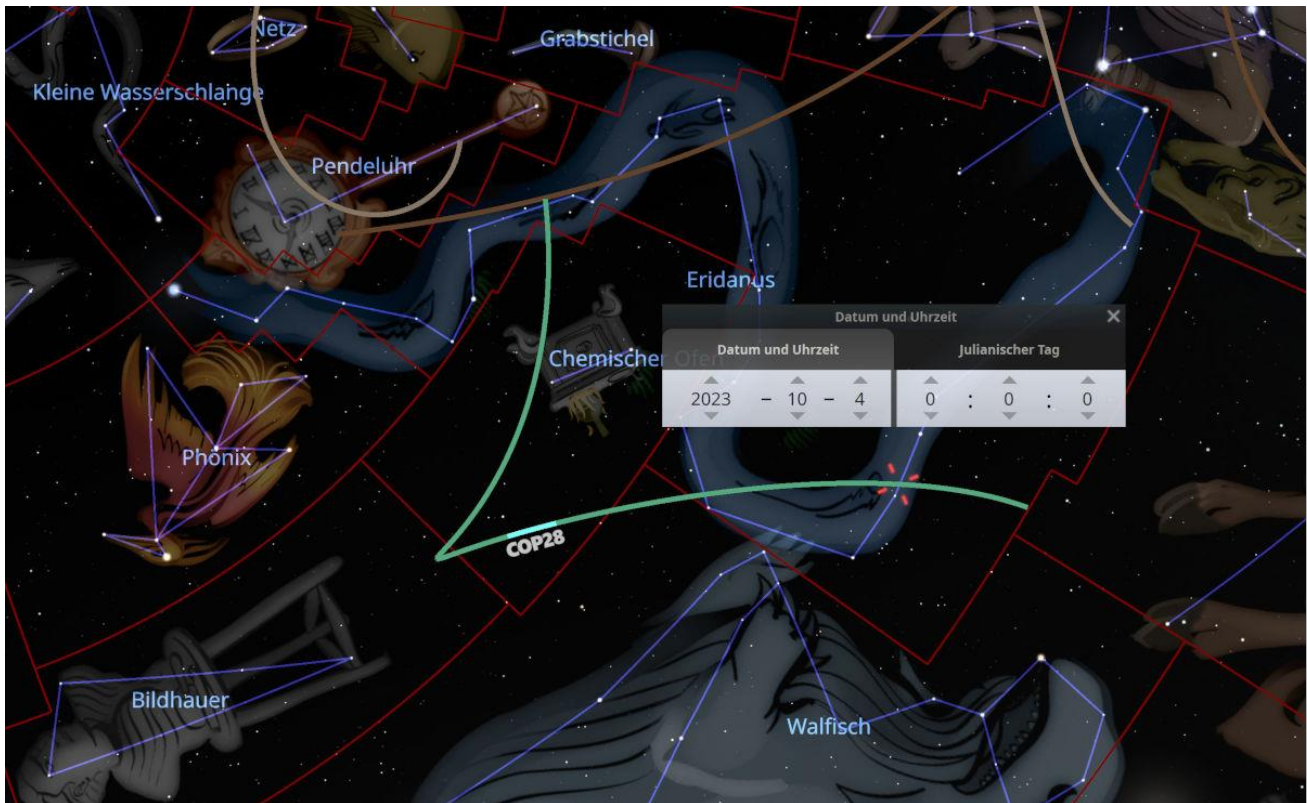 Netz
Grabstichel
Kleine Wasserschlange
Pendeluhr
Eridanus
Datum und Uhrzeit
Datum und Uhrzeit
Julianischer Tag
Chemischer Ofen
2023 - 10 - 4 0 : 0 : 0
Phönix
COP28
Bildhauer
Walfisch